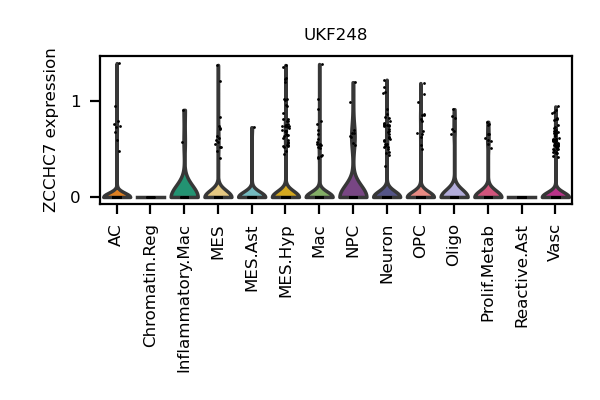 UKF248
ZCCHC7 expression
1
0
AC
Chromatin.Reg
Inflammatory.Mac
MES
MES.Ast
MES.Hyp
Mac
NPC
Neuron
OPC
Oligo
Prolif.Metab
Reactive.Ast
Vasc